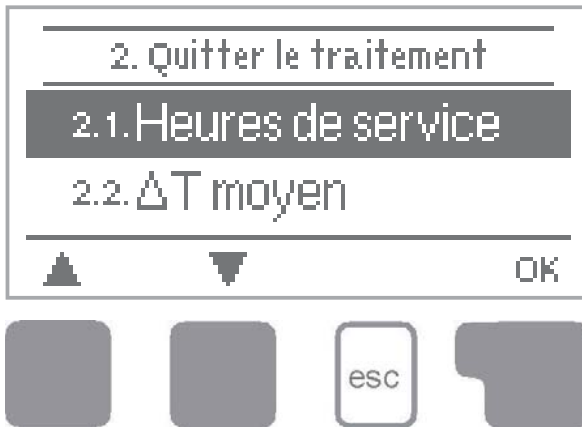 2. Quitter le traitement
2.1. Heures de service
2.2. ΔT moyen
OK
esc